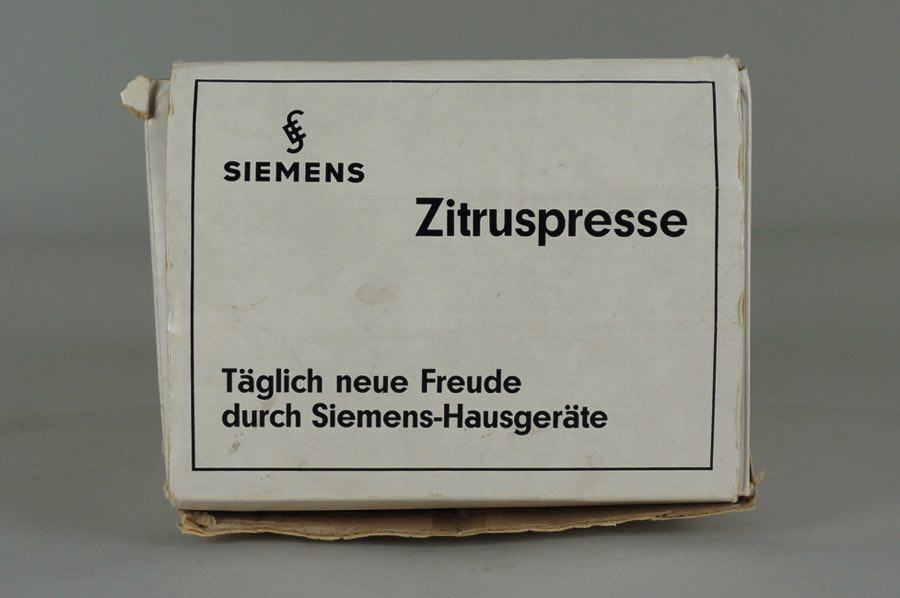 SIEMENS
Zitruspresse
Täglich neue Freude
durch Siemens-Hausgeräte